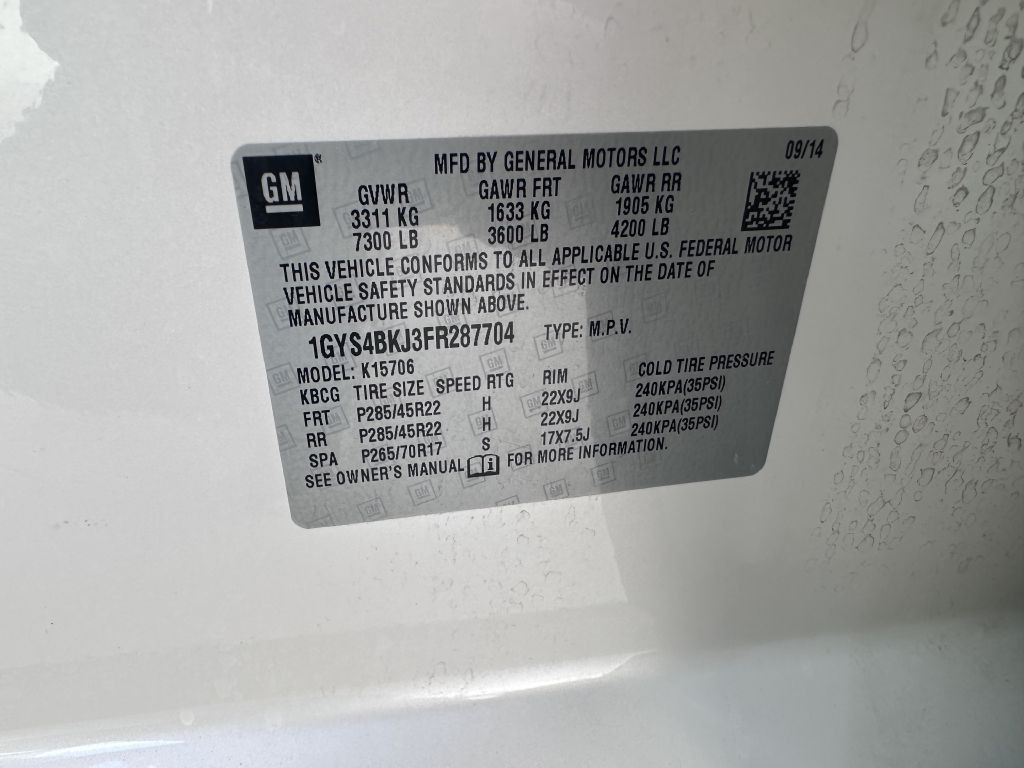 GM®
MFD BY GENERAL MOTORS LLC 09/14
GVWR GAWR FRT GAWR RR
3311 KG 1633 KG 1905 KG
7300 LB 3600 LB 4200 LB
THIS VEHICLE CONFORMS TO ALL APPLICABLE U.S. FEDERAL MOTOR
VEHICLE SAFETY STANDARDS IN EFFECT ON THE DATE OF
MANUFACTURE SHOWN ABOVE.
1GYS4BKJ3FR287704 TYPE: M.P.V.
MODEL: K15706
KBCG TIRE SIZE SPEED RTG RIM COLD TIRE PRESSURE
FRT P285/45R22 H 22X9J 240KPA(35PSI)
RR P285/45R22 H 22X9J 240KPA(35PSI)
SPA P265/70R17 S 17X7.5J 240KPA(35PSI)
SEE OWNER'S MANUAL i FOR MORE INFORMATION.